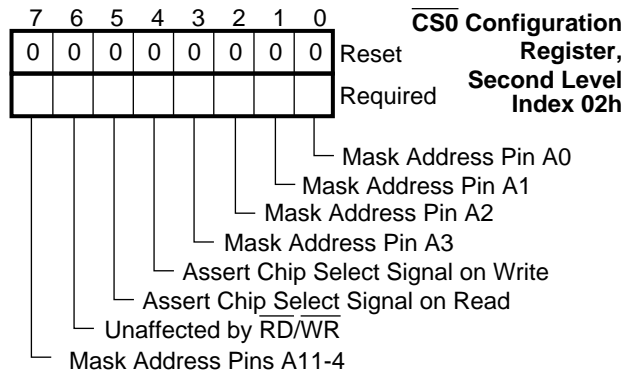 7 6 5 4 3 2 1 0
CS0 Configuration
Register,
Second Level
Index 02h
0 0 0 0 0 0 0 0 Reset
Required
Mask Address Pin A0
Mask Address Pin A1
Mask Address Pin A2
Mask Address Pin A3
Assert Chip Select Signal on Write
Assert Chip Select Signal on Read
Unaffected by RD/WR
Mask Address Pins A11-4